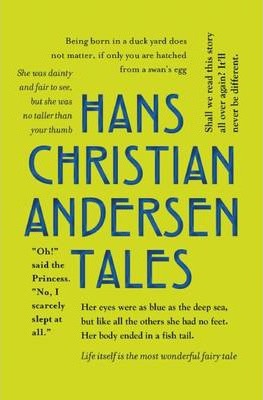 Being born in a duck yard does
not matter, if only you are hatched
from a swan's egg
She was dainty
and fair to see,
but she was
no taller than
your thumb
Shall we read this story
all over again? It'll
never be different.
HANS
CHRISTIAN
ANDERSEN
TALES
"Oh!"
said the
Princess.
"No, I
scarcely
slept at
all."
Her eyes were as blue as the deep sea,
but like all the others she had no feet.
Her body ended in a fish tail.
Life itself is the most wonderful fairy tale